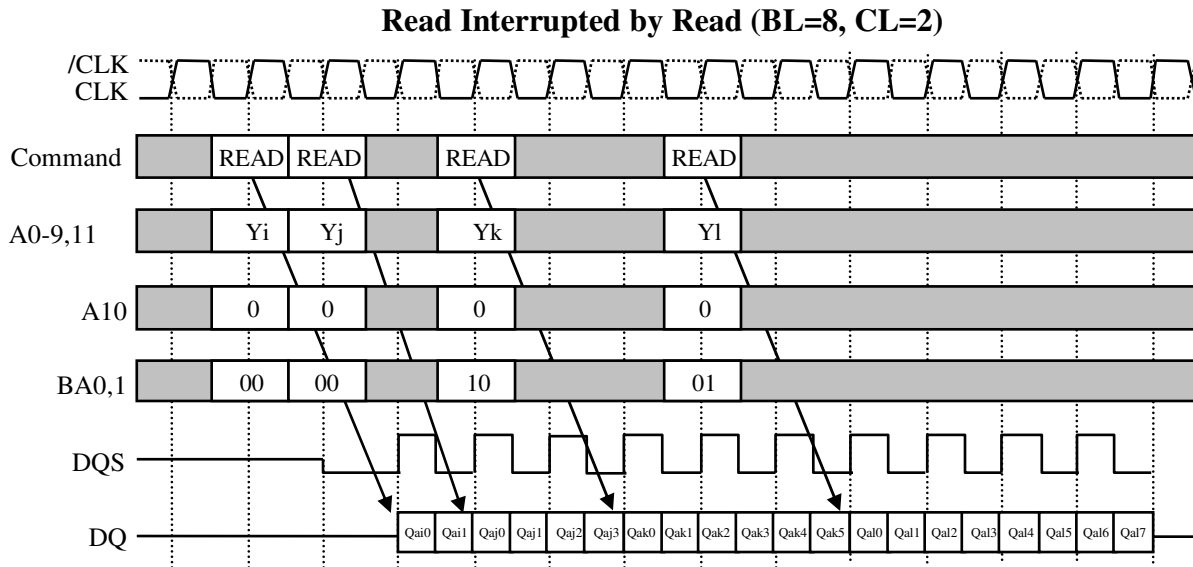 Read Interrupted by Read (BL=8, CL=2)
/CLK
CLK
Command READ READ READ READ
A0-9,11 Yi Yj Yk Yl
A10 0 0 0 0
BA0,1 00 00 10 01
DQS
DQ Qai0 Qai1 Qaj0 Qaj1 Qaj2 Qaj3 Qak0 Qak1 Qak2 Qak3 Qak4 Qak5 Qal0 Qal1 Qal2 Qal3 Qal4 Qal5 Qal6 Qal7